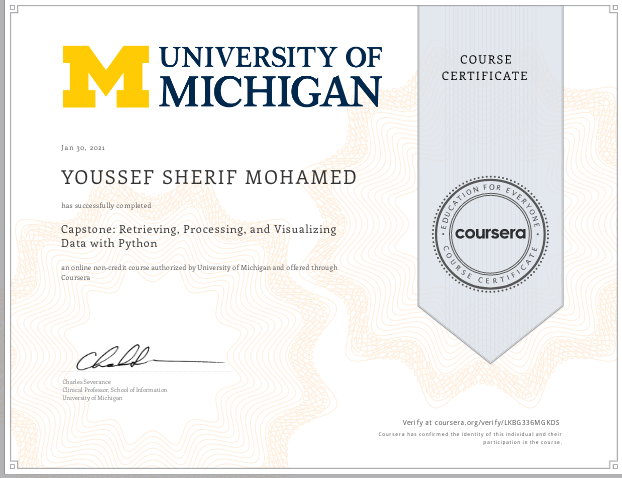 M UNIVERSITY OF
MICHIGAN
COURSE
CERTIFICATE
Jan 30, 2021
YOUSSEF SHERIF MOHAMED
has successfully completed
Capstone: Retrieving, Processing, and Visualizing
Data with Python
an online non-credit course authorized by University of Michigan and offered through
Coursera
EDUCATION FOR EVERYONE
coursera
COURSE CERTIFICATE
Charles Severance
Clinical Professor, School of Information
University of Michigan
Verify at coursera.org/verify/LKBG336MGKDS
Coursera has confirmed the identity of this individual and their
participation in the course.